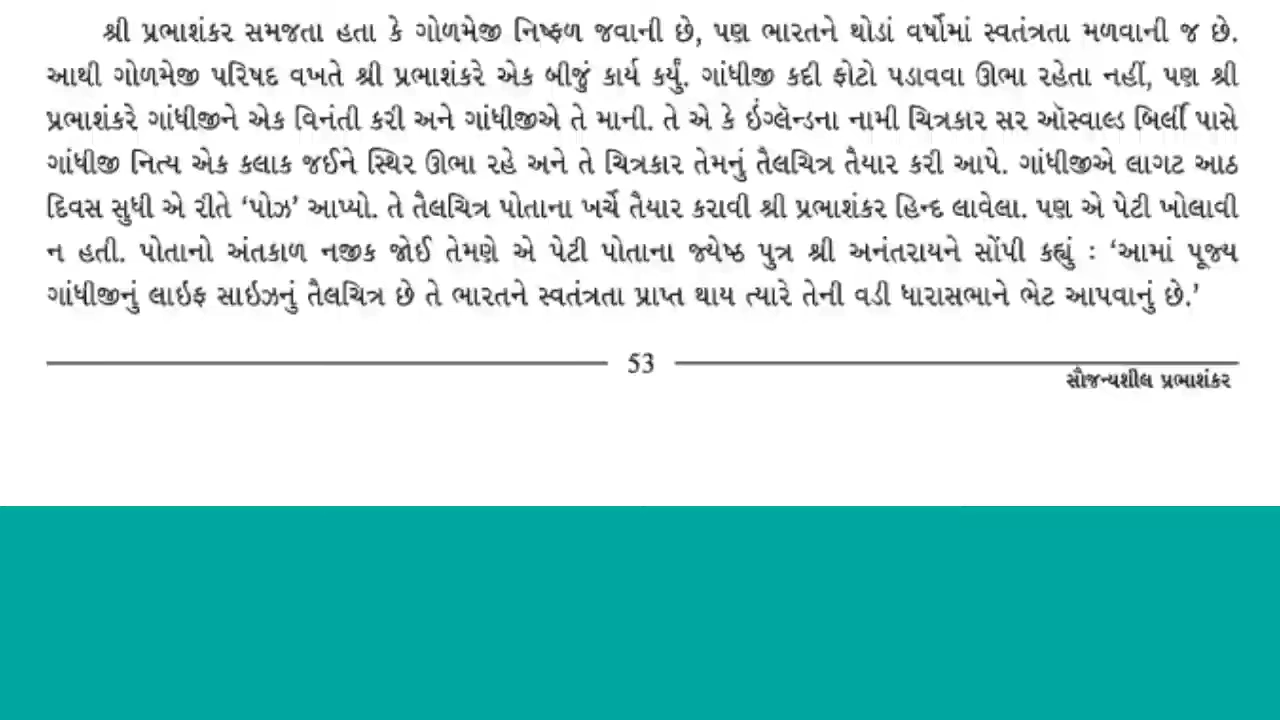 શ્રી પ્રભાશંકર સમજતા હતા કે ગોળમેજી નિષ્ફળ જવાની છે, પણ ભારતને થોડાં વર્ષોમાં સ્વતંત્રતા મળવાની જ છે.
આથી ગોળમેજી પરિષદ વખતે શ્રી પ્રભાશંકરે એક બીજું કાર્ય કર્યું. ગાંધીજી કદી ફોટો પડાવવા ઊભા રહેતા નહીં, પણ શ્રી
પ્રભાશંકરે ગાંધીજીને એક વિનંતી કરી અને ગાંધીજીએ તે માની. તે એ કે ઇંગ્લૅન્ડના નામી ચિત્રકાર સર ઑસ્વાલ્ડ બિર્લી પાસે
ગાંધીજી નિત્ય એક કલાક જઈને સ્થિર ઊભા રહે અને તે ચિત્રકાર તેમનું તૈલચિત્ર તૈયાર કરી આપે. ગાંધીજીએ લાગટ આઠ
દિવસ સુધી એ રીતે ‘પોઝ’ આપ્યો. તે તૈલચિત્ર પોતાના ખર્ચે તૈયાર કરાવી શ્રી પ્રભાશંકર હિન્દ લાવેલા. પણ એ પેટી ખોલાવી
ન હતી. પોતાનો અંતકાળ નજીક જોઈ તેમણે એ પેટી પોતાના જ્યેષ્ઠ પુત્ર શ્રી અનંતરાયને સોંપી કહ્યું : ‘આમાં પૂજ્ય
ગાંધીજીનું લાઇફ સાઇઝનું તૈલચિત્ર છે તે ભારતને સ્વતંત્રતા પ્રાપ્ત થાય ત્યારે તેની વડી ધારાસભાને ભેટ આપવાનું છે.’
53
સૌજન્યશીલ પ્રભાશંકર